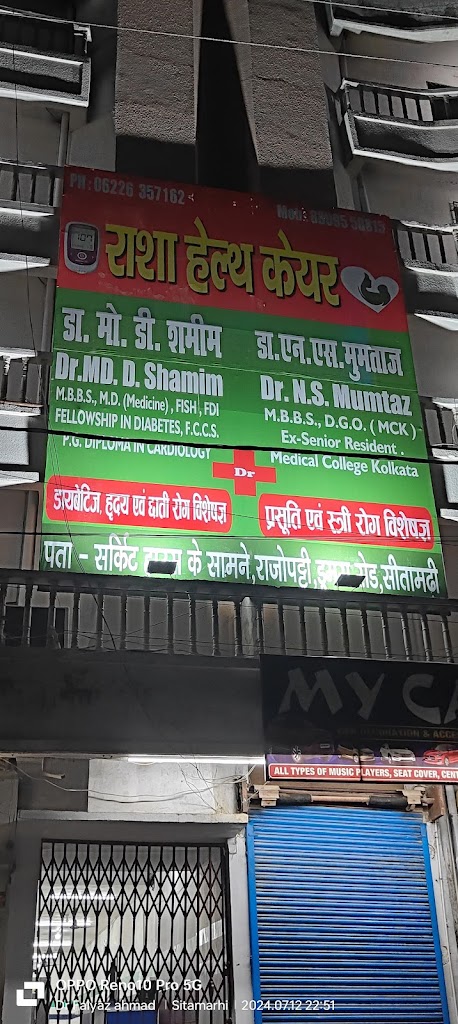 PH : 06226 357162
राशा हेल्थ केयर
डा. मो. डी. शमीम
Dr.MD. D. Shamim
M.B.B.S., M.D. (Medicine) , FISH , FDI
FELLOWSHIP IN DIABETES, F.C.C.S.
P.G. DIPLOMA IN CARDIOLOGY
डायबेटिज, हृदय एवं छाती रोग विशेषज्ञ
डा.एन.एस.मुमताज
Dr. N.S. Mumtaz
M.B.B.S., D.G.O. ( MCK )
Ex-Senior Resident .
Medical College Kolkata
Dr
प्रसूति एवं स्त्री रोग विशेषज्ञ
पता - सर्किट के सामने,राजोपट्टी, रोड,सीतामढी
MY CA
ALL TYPES OF MUSIC PLAYERS, SEAT COVER, CENT
OPPO Reno10 Pro 5G
Dr faiyaz ahmad | Sitamarhi | 2024.07.12 22:51